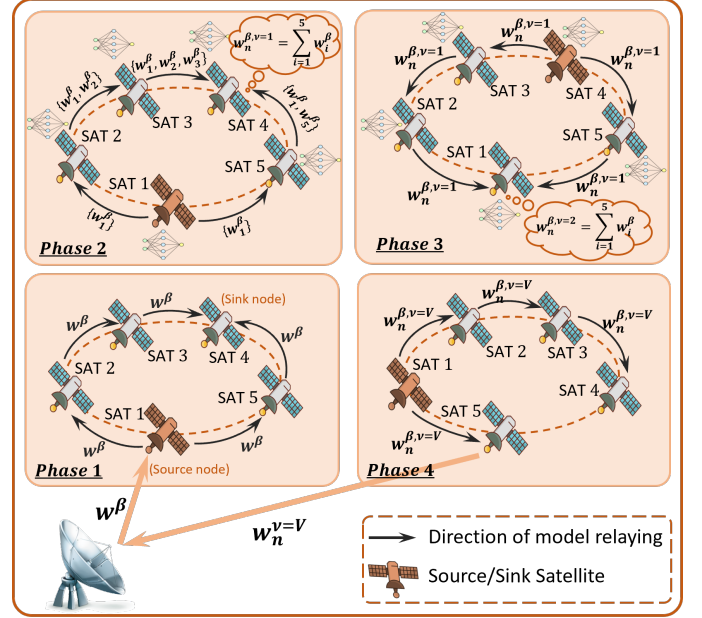 {w_1^β, w_2^β}
{w_1^β, w_2^β, w_3^β}
w_n^{β,ν=1} = ∑_{i=1}^{5} w_i^β
{w_1^β, w_5^β}
SAT 2
SAT 3
SAT 4
SAT 1
SAT 5
{w_1^β}
{w_1^β}
Phase 2
w_n^{β,ν=1}
w_n^{β,ν=1}
w_n^{β,ν=1}
SAT 4
SAT 3
SAT 2
SAT 5
SAT 1
w_n^{β,ν=1}
w_n^{β,ν=1}
w_n^{β,ν=2} = ∑_{i=1}^{5} w_i^β
Phase 3
w^β
w^β
(Sink node)
w^β
SAT 3
SAT 4
SAT 2
SAT 5
SAT 1
w^β
w^β
Phase 1
(Source node)
w_n^{β,ν=V}
w_n^{β,ν=V}
w_n^{β,ν=V}
SAT 2
SAT 3
SAT 1
SAT 4
SAT 5
w_n^{β,ν=V}
Phase 4
w^β
w_n^{ν=V}
Direction of model relaying
Source/Sink Satellite